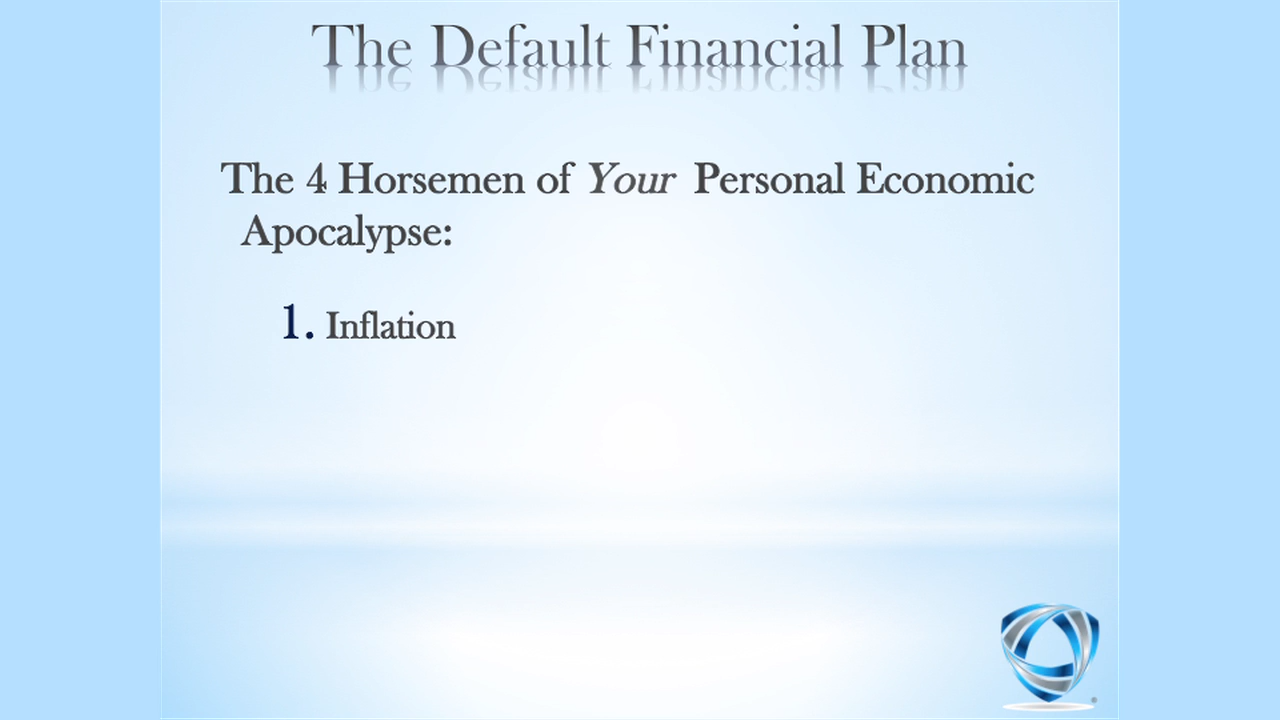 The Default Financial Plan
The 4 Horsemen of Your Personal Economic
Apocalypse:
1. Inflation
®